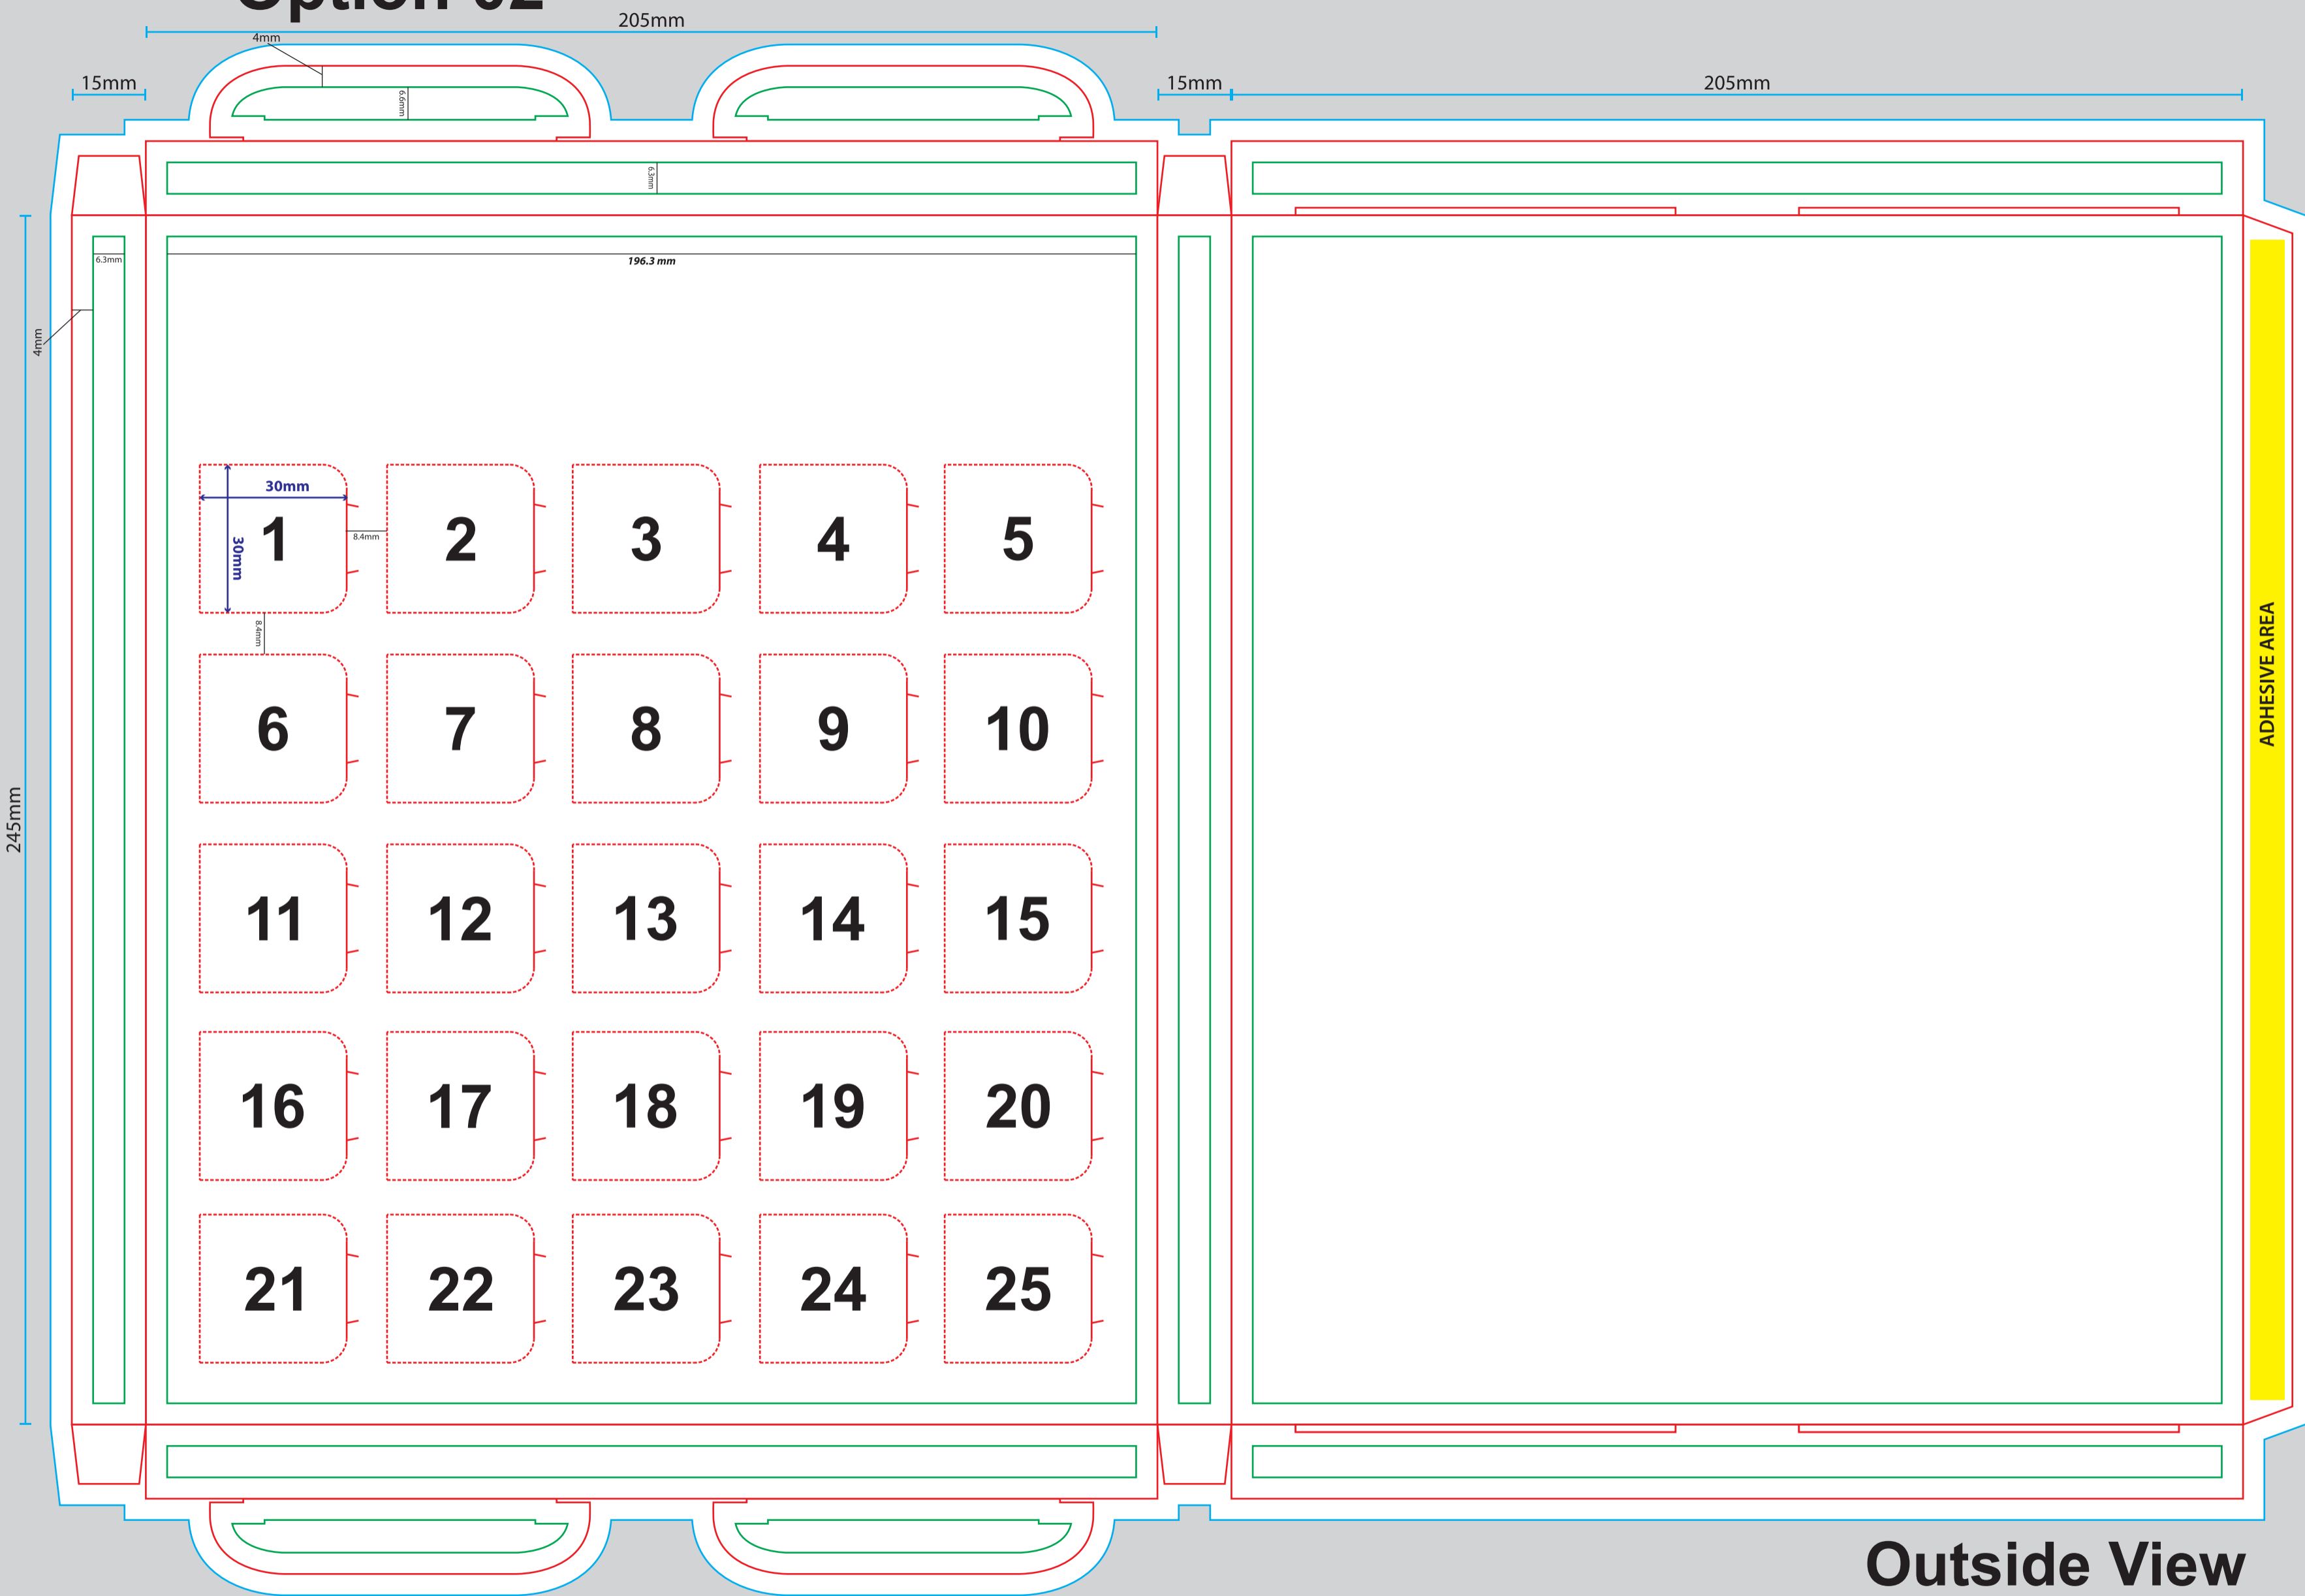 Option 02
205mm
4mm
15mm
15mm
205mm
6.6mm
6.3mm
6.3mm
196.3 mm
4mm
30mm
30mm
8.4mm
8.4mm
1 2 3 4 5
6 7 8 9 10
11 12 13 14 15
16 17 18 19 20
21 22 23 24 25
245mm
ADHESIVE AREA
Outside View